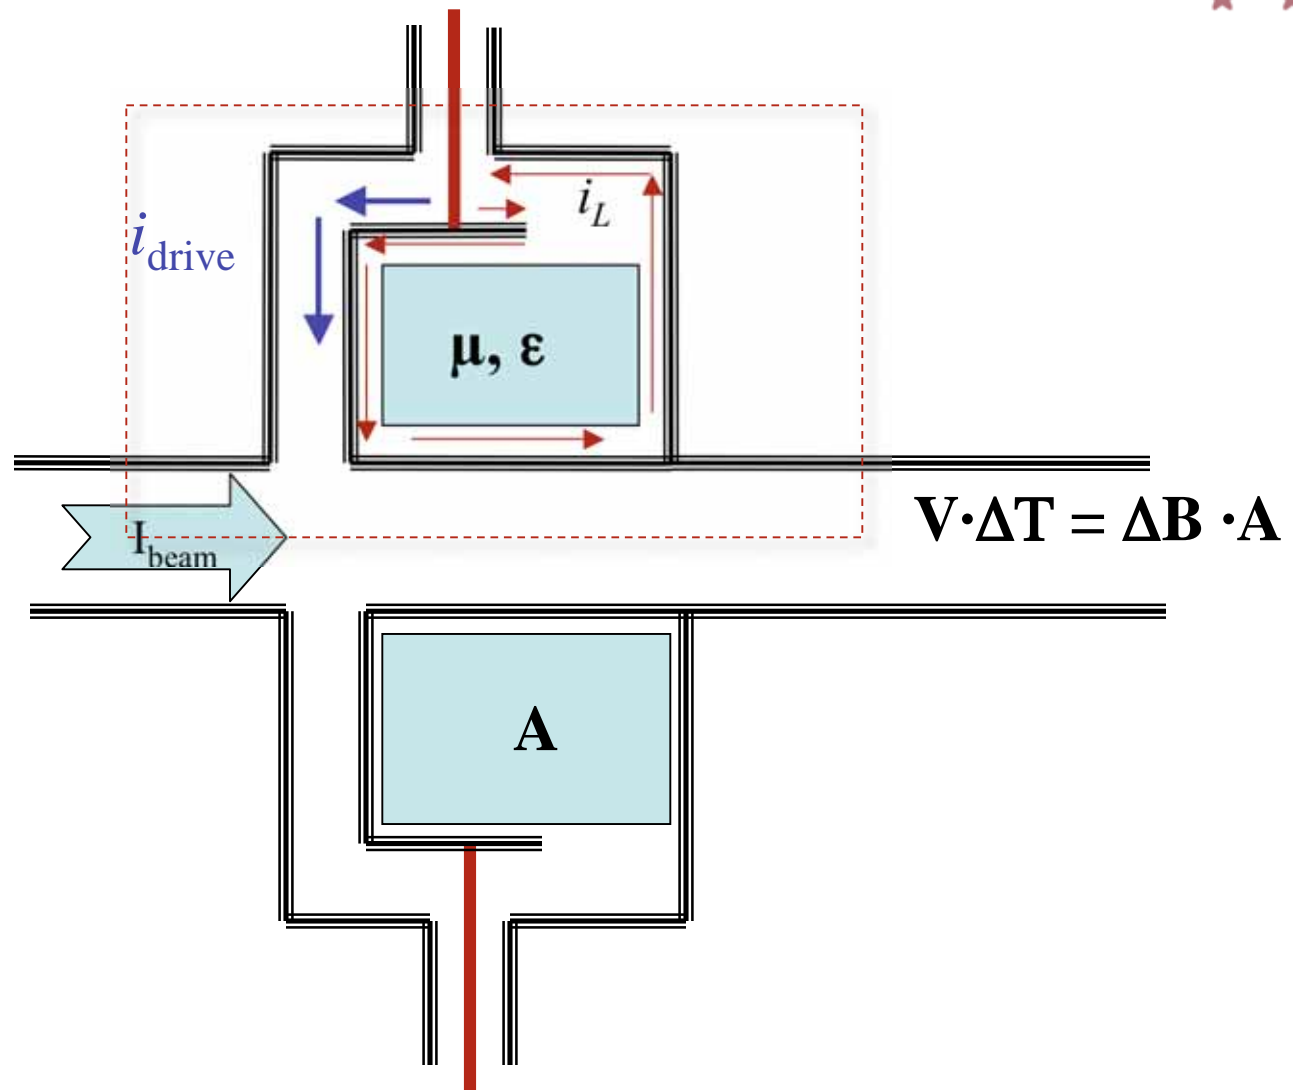 i_L
i_drive
μ, ε
V·ΔT = ΔB ·A
I_beam
A